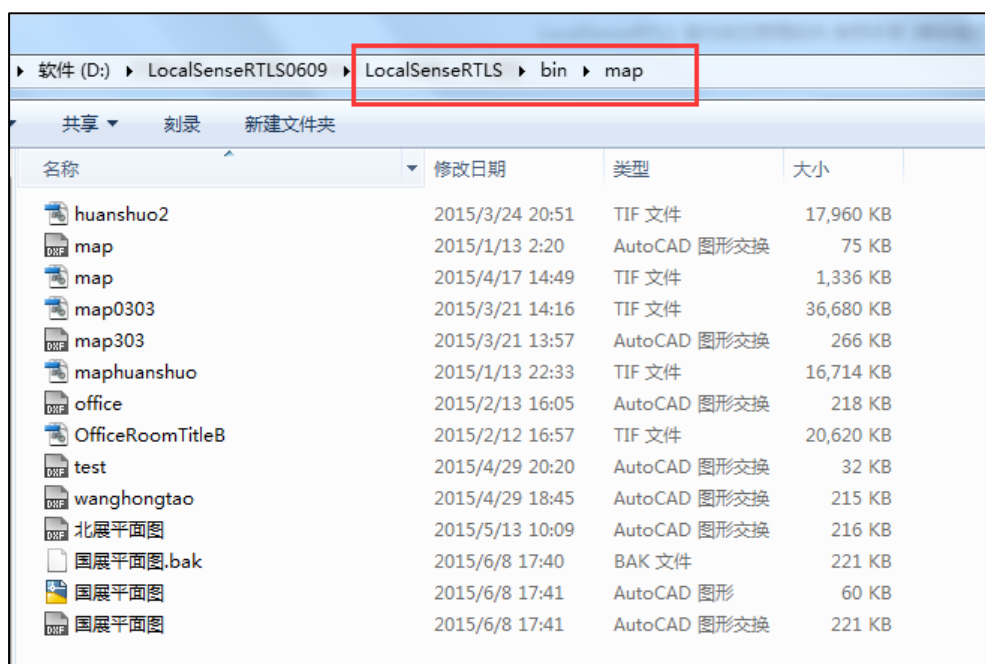 软件 (D:) ▸ LocalSenseRTLS0609 ▸ LocalSenseRTLS ▸ bin ▸ map
共享 刻录 新建文件夹
名称 修改日期 类型 大小
huanshuo2 2015/3/24 20:51 TIF 文件 17,960 KB
DXF map 2015/1/13 2:20 AutoCAD 图形交换 75 KB
map 2015/4/17 14:49 TIF 文件 1,336 KB
map0303 2015/3/21 14:16 TIF 文件 36,680 KB
DXF map303 2015/3/21 13:57 AutoCAD 图形交换 266 KB
maphuanshuo 2015/1/13 22:33 TIF 文件 16,714 KB
DXF office 2015/2/13 16:05 AutoCAD 图形交换 218 KB
OfficeRoomTitleB 2015/2/12 16:57 TIF 文件 20,620 KB
DXF test 2015/4/29 20:20 AutoCAD 图形交换 32 KB
DXF wanghongtao 2015/4/29 18:45 AutoCAD 图形交换 215 KB
DXF 北展平面图 2015/5/13 10:09 AutoCAD 图形交换 216 KB
国展平面图.bak 2015/6/8 17:40 BAK 文件 221 KB
国展平面图 2015/6/8 17:41 AutoCAD 图形 60 KB
DXF 国展平面图 2015/6/8 17:41 AutoCAD 图形交换 221 KB